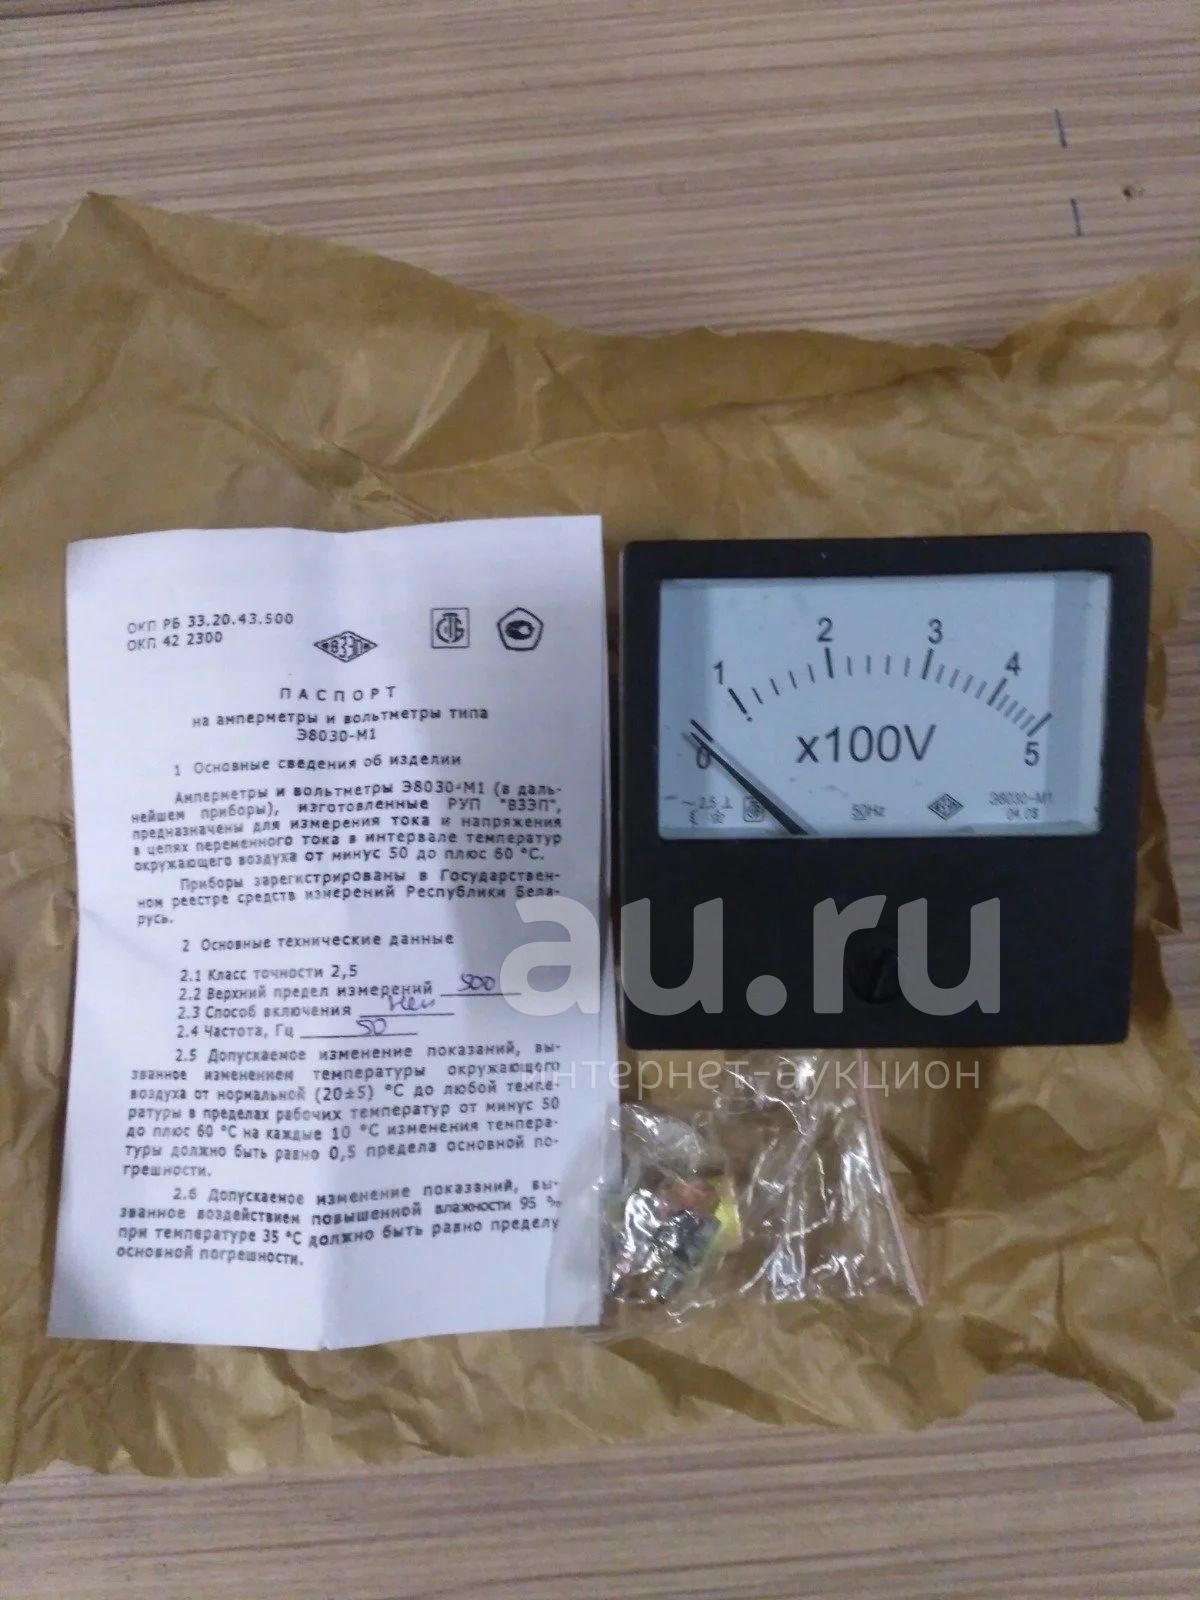 ОКП РБ 33.20.43.500
ОКП 42 2300
ВЗЭП
СТБ
ПАСПОРТ
на амперметры и вольтметры типа
Э8030-М1
1 Основные сведения об изделии
Амперметры и вольтметры Э8030-М1 (в даль-
нейшем приборы), изготовленные РУП "ВЗЭП",
предназначены для измерения тока и напряжения
в цепях переменного тока в интервале температур
окружающего воздуха от минус 50 до плюс 60 °С.
Приборы зарегистрированы в Государствен-
ном реестре средств измерений Республики Бела-
русь.
2 Основные технические данные
2.1 Класс точности 2,5
2.2 Верхний предел измерений 500
2.3 Способ включения
2.4 Частота, Гц 50
2.5 Допускаемое изменение показаний, вы-
званное изменением температуры окружающего
воздуха от нормальной (20±5) °С до любой темпе-
ратуры в пределах рабочих температур от минус 50
до плюс 60 °С на каждые 10 °С изменения темпера-
туры должно быть равно 0,5 предела основной по-
грешности.
2.6 Допускаемое изменение показаний, вы-
званное воздействием повышенной влажности 95 %
при температуре 35 °С должно быть равно пределу
основной погрешности.
0 1 2 3 4 5
x100V
~ 2,5
50Hz
Э8030-М1
04.08
au.ru
интернет-аукцион